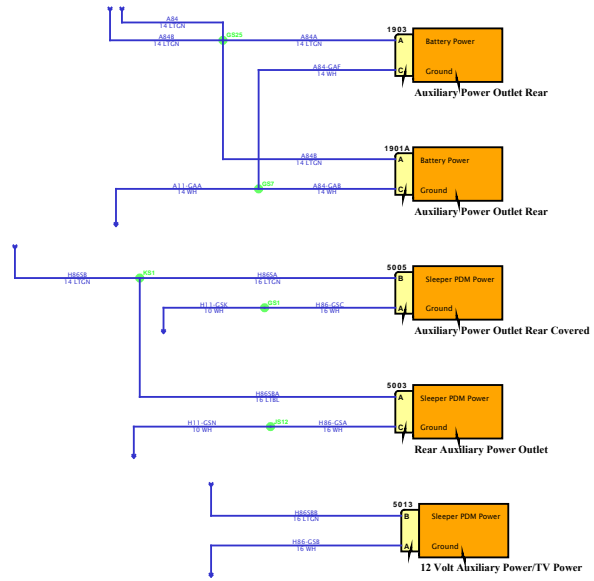 A84
14 LTGN
A84B
14 LTGN
GS25
A84A
14 LTGN
1903
A
Battery Power
A84-GAF
14 WH
C
Ground
Auxiliary Power Outlet Rear
1901A
A84B
14 LTGN
A
Battery Power
A11-GAA
14 WH
GS7
A84-GAB
14 WH
C
Ground
Auxiliary Power Outlet Rear
5005
H86SB
14 LTGN
KS1
H86SA
16 LTGN
B
Sleeper PDM Power
H11-GSK
10 WH
GS1
H86-GSC
16 WH
A
Ground
Auxiliary Power Outlet Rear Covered
5003
H86SBA
16 LTBL
A
Sleeper PDM Power
H11-GSN
10 WH
JS12
H86-GSA
16 WH
C
Ground
Rear Auxiliary Power Outlet
5013
H86SBB
16 LTGN
B
Sleeper PDM Power
H86-GSB
16 WH
A
Ground
12 Volt Auxiliary Power/TV Power